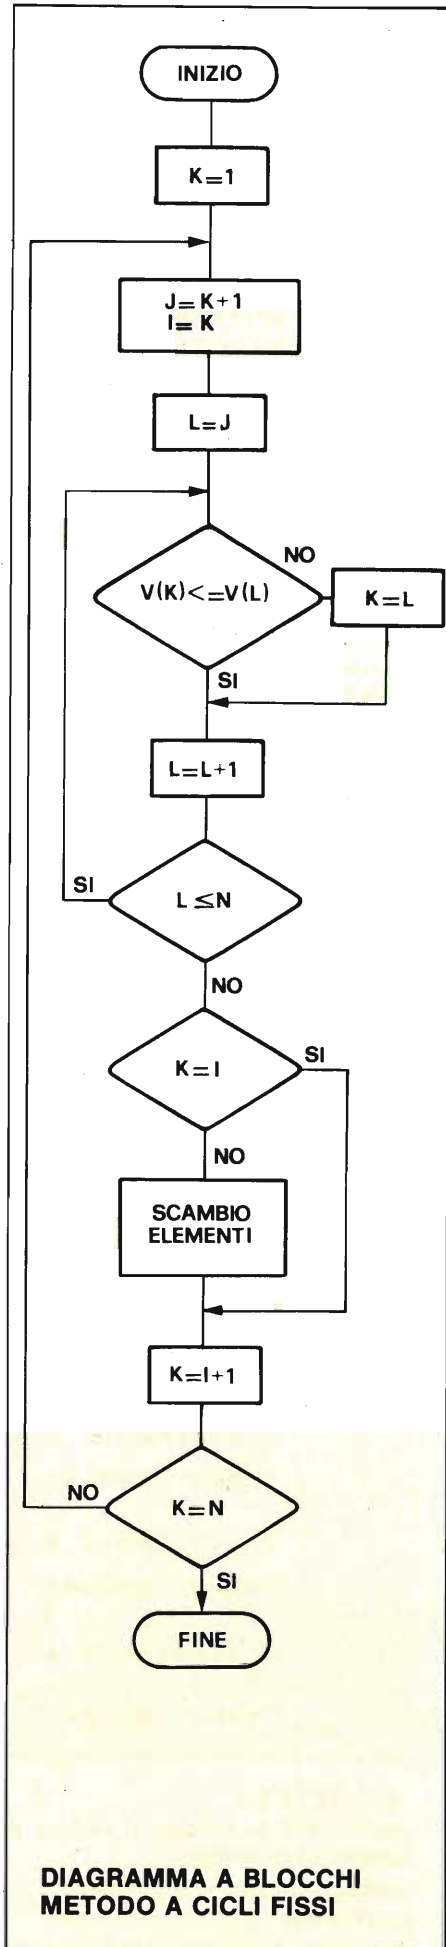 INIZIO
K=1
J=K+1
I=K
L=J
V(K)<=V(L)
NO
K=L
SI
L=L+1
L≤N
SI
NO
K=I
SI
NO
SCAMBIO
ELEMENTI
K=I+1
K=N
NO
SI
FINE
DIAGRAMMA A BLOCCHI
METODO A CICLI FISSI